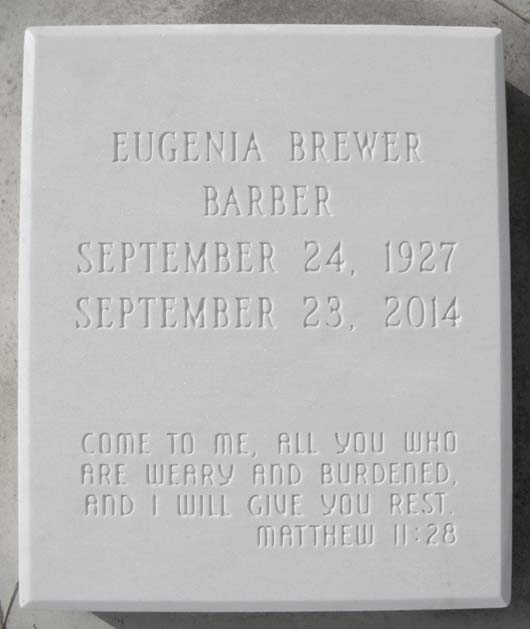 EUGENIA BREWER
BARBER
SEPTEMBER 24, 1927
SEPTEMBER 23, 2014
COME TO ME, ALL YOU WHO
ARE WEARY AND BURDENED,
AND I WILL GIVE YOU REST.
MATTHEW 11:28